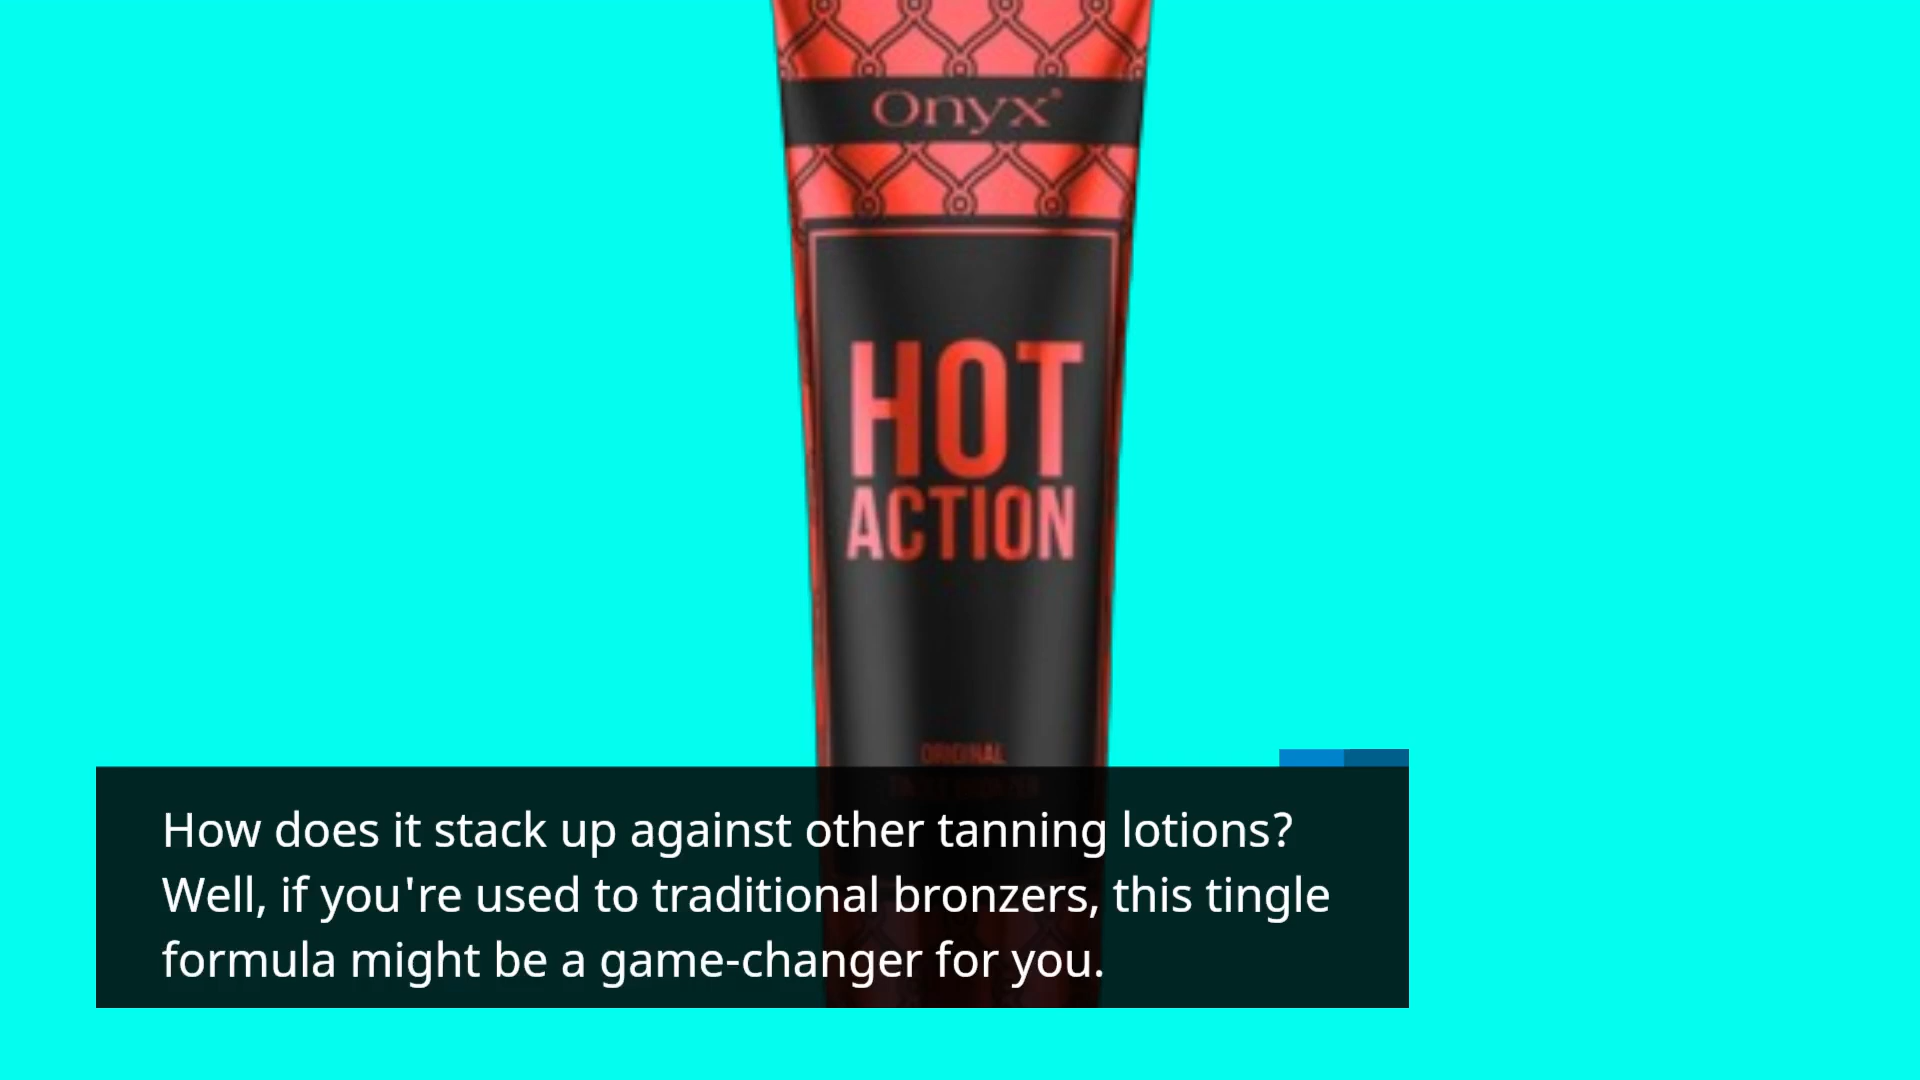 Onyx®
HOT
ACTION
ORIGINAL
How does it stack up against other tanning lotions?
Well, if you're used to traditional bronzers, this tingle
formula might be a game-changer for you.